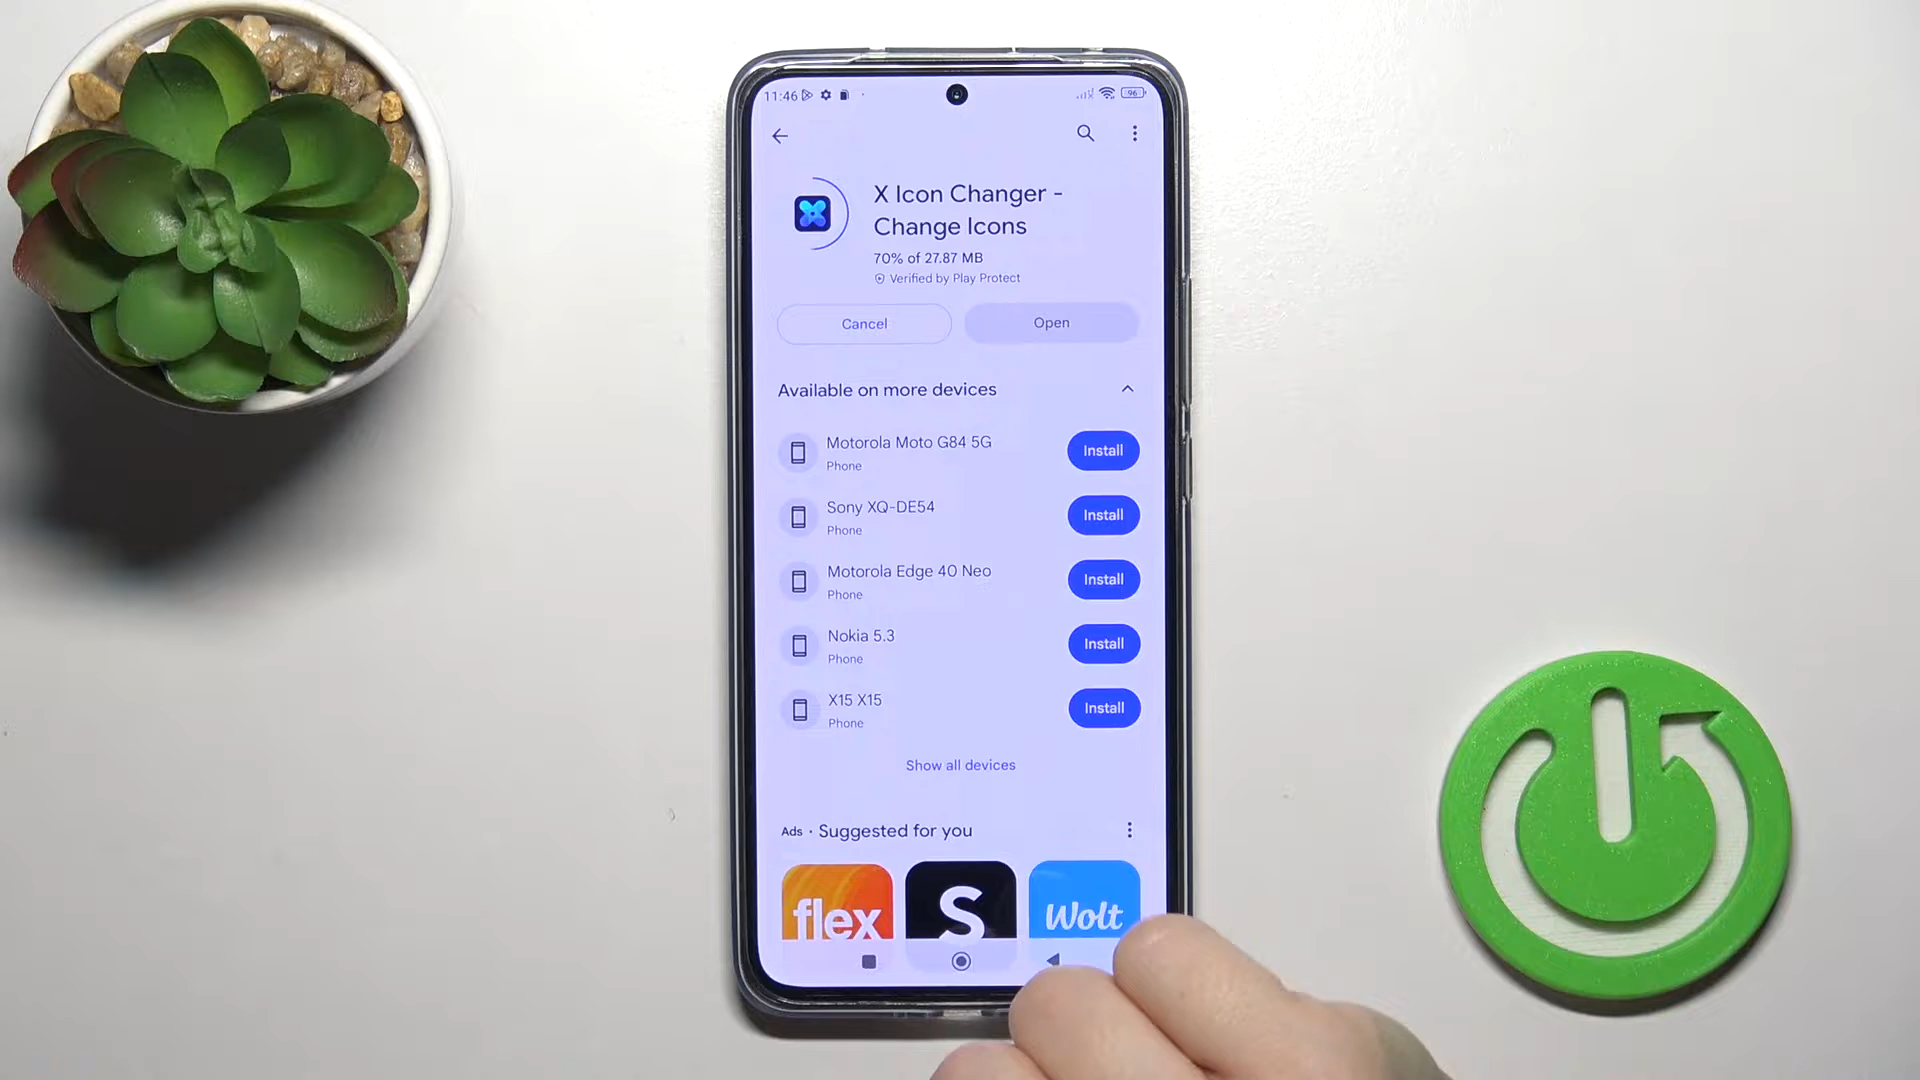 11:46
96
X Icon Changer -
Change Icons
70% of 27.87 MB
Verified by Play Protect
Cancel
Open
Available on more devices
Motorola Moto G84 5G
Phone
Install
Sony XQ-DE54
Phone
Install
Motorola Edge 40 Neo
Phone
Install
Nokia 5.3
Phone
Install
X15 X15
Phone
Install
Show all devices
Ads · Suggested for you
flex
S
Wolt